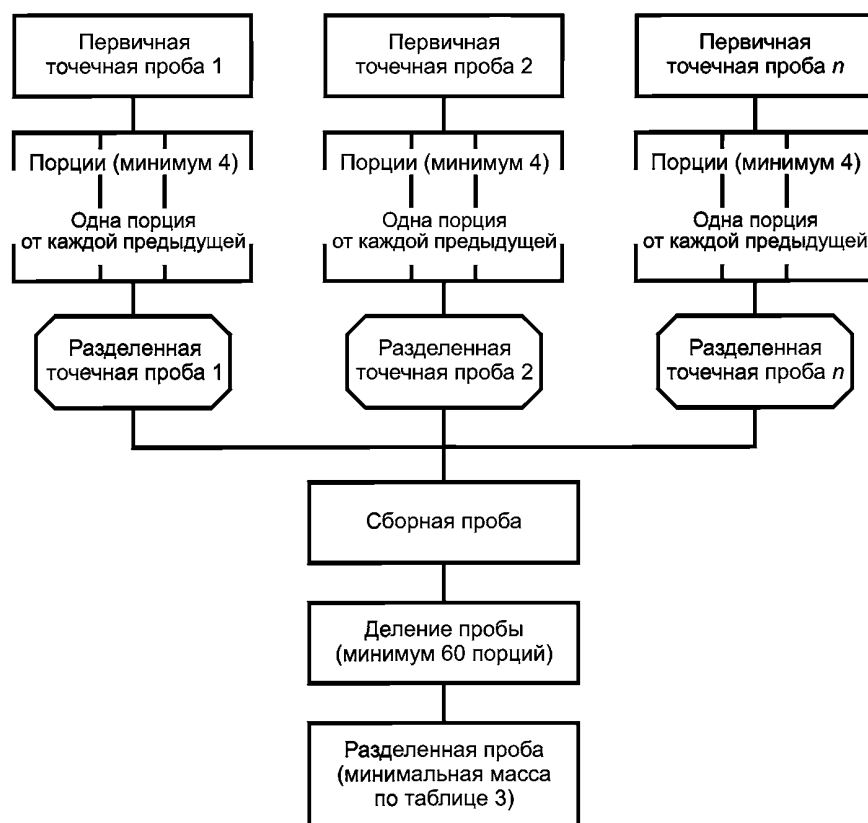 Первичная
точечная проба 1
Первичная
точечная проба 2
Первичная
точечная проба n
Порции (минимум 4)
Порции (минимум 4)
Порции (минимум 4)
Одна порция
от каждой предыдущей
Одна порция
от каждой предыдущей
Одна порция
от каждой предыдущей
Разделенная
точечная проба 1
Разделенная
точечная проба 2
Разделенная
точечная проба n
Сборная проба
Деление пробы
(минимум 60 порций)
Разделенная проба
(минимальная масса
по таблице 3)